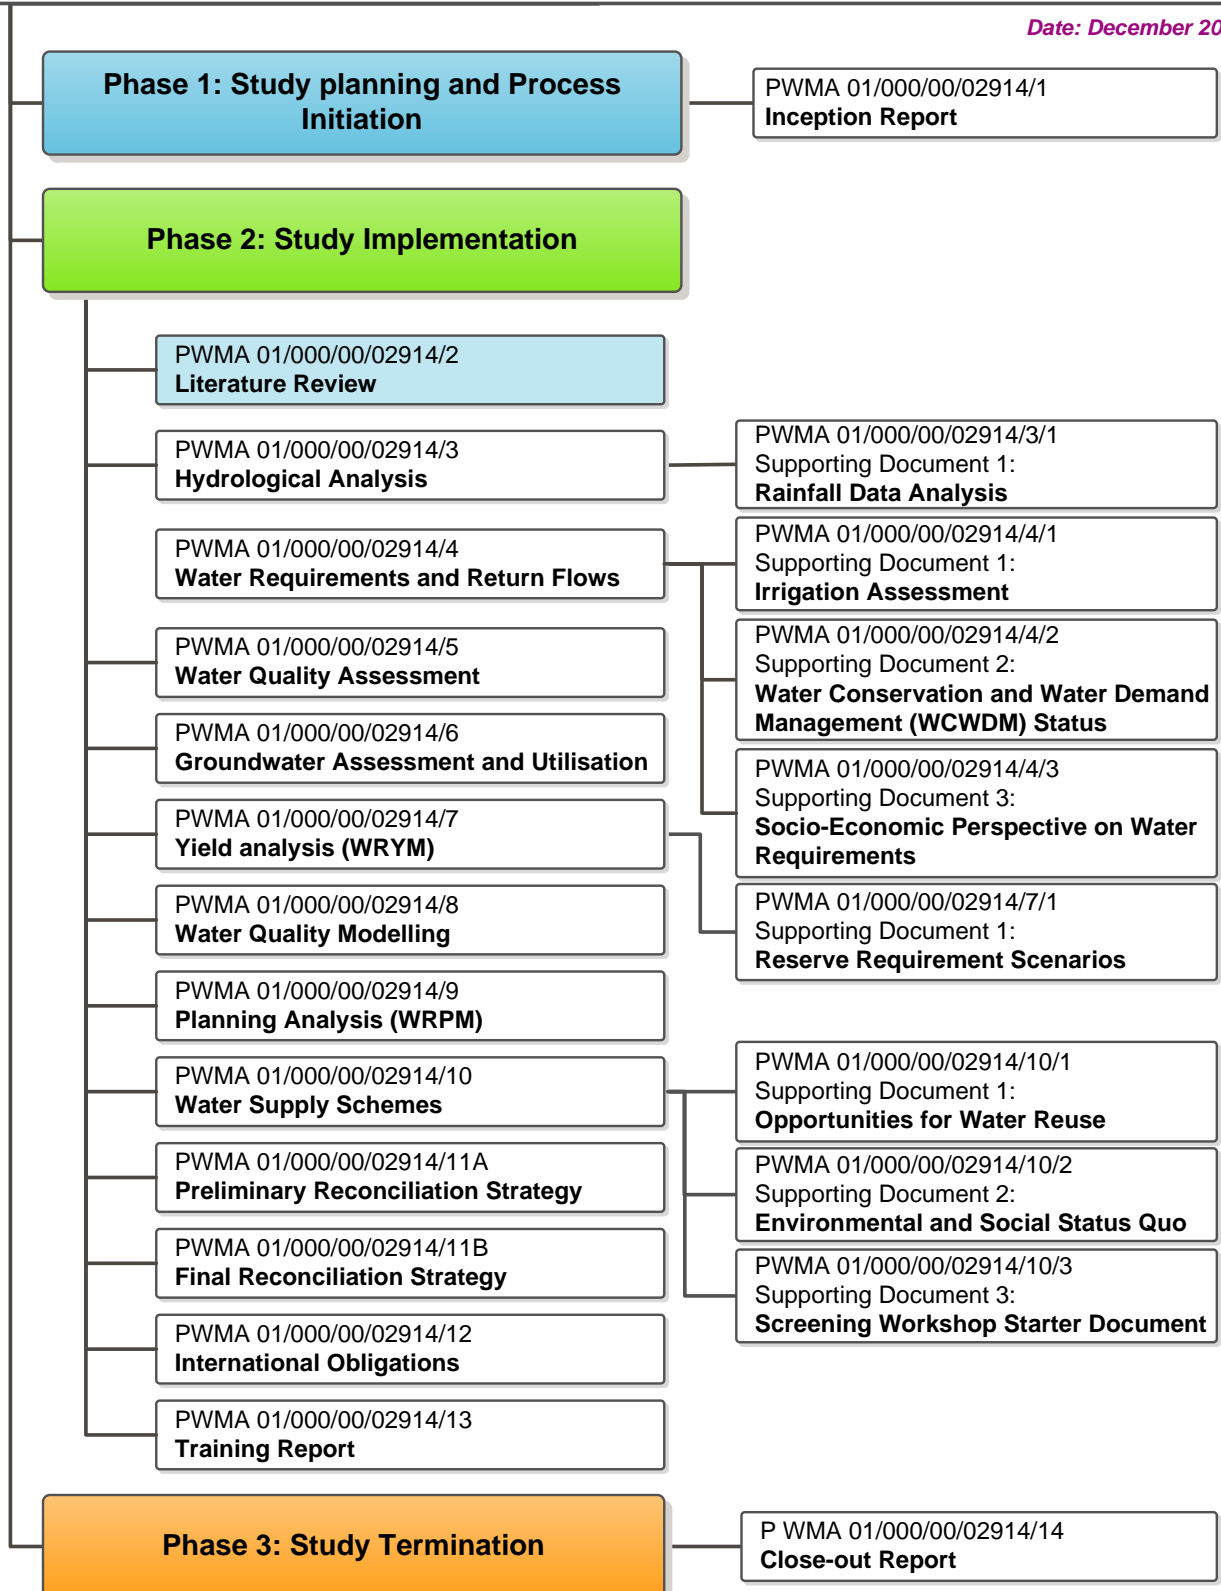 Date: December 20
Phase 1: Study planning and Process
Initiation
PWMA 01/000/00/02914/1
Inception Report
Phase 2: Study Implementation
PWMA 01/000/00/02914/2
Literature Review
PWMA 01/000/00/02914/3
Hydrological Analysis
PWMA 01/000/00/02914/3/1
Supporting Document 1:
Rainfall Data Analysis
PWMA 01/000/00/02914/4
Water Requirements and Return Flows
PWMA 01/000/00/02914/4/1
Supporting Document 1:
Irrigation Assessment
PWMA 01/000/00/02914/4/2
Supporting Document 2:
Water Conservation and Water Demand
Management (WCWDM) Status
PWMA 01/000/00/02914/4/3
Supporting Document 3:
Socio-Economic Perspective on Water
Requirements
PWMA 01/000/00/02914/5
Water Quality Assessment
PWMA 01/000/00/02914/6
Groundwater Assessment and Utilisation
PWMA 01/000/00/02914/7
Yield analysis (WRYM)
PWMA 01/000/00/02914/7/1
Supporting Document 1:
Reserve Requirement Scenarios
PWMA 01/000/00/02914/8
Water Quality Modelling
PWMA 01/000/00/02914/9
Planning Analysis (WRPM)
PWMA 01/000/00/02914/10
Water Supply Schemes
PWMA 01/000/00/02914/10/1
Supporting Document 1:
Opportunities for Water Reuse
PWMA 01/000/00/02914/10/2
Supporting Document 2:
Environmental and Social Status Quo
PWMA 01/000/00/02914/10/3
Supporting Document 3:
Screening Workshop Starter Document
PWMA 01/000/00/02914/11A
Preliminary Reconciliation Strategy
PWMA 01/000/00/02914/11B
Final Reconciliation Strategy
PWMA 01/000/00/02914/12
International Obligations
PWMA 01/000/00/02914/13
Training Report
Phase 3: Study Termination
P WMA 01/000/00/02914/14
Close-out Report